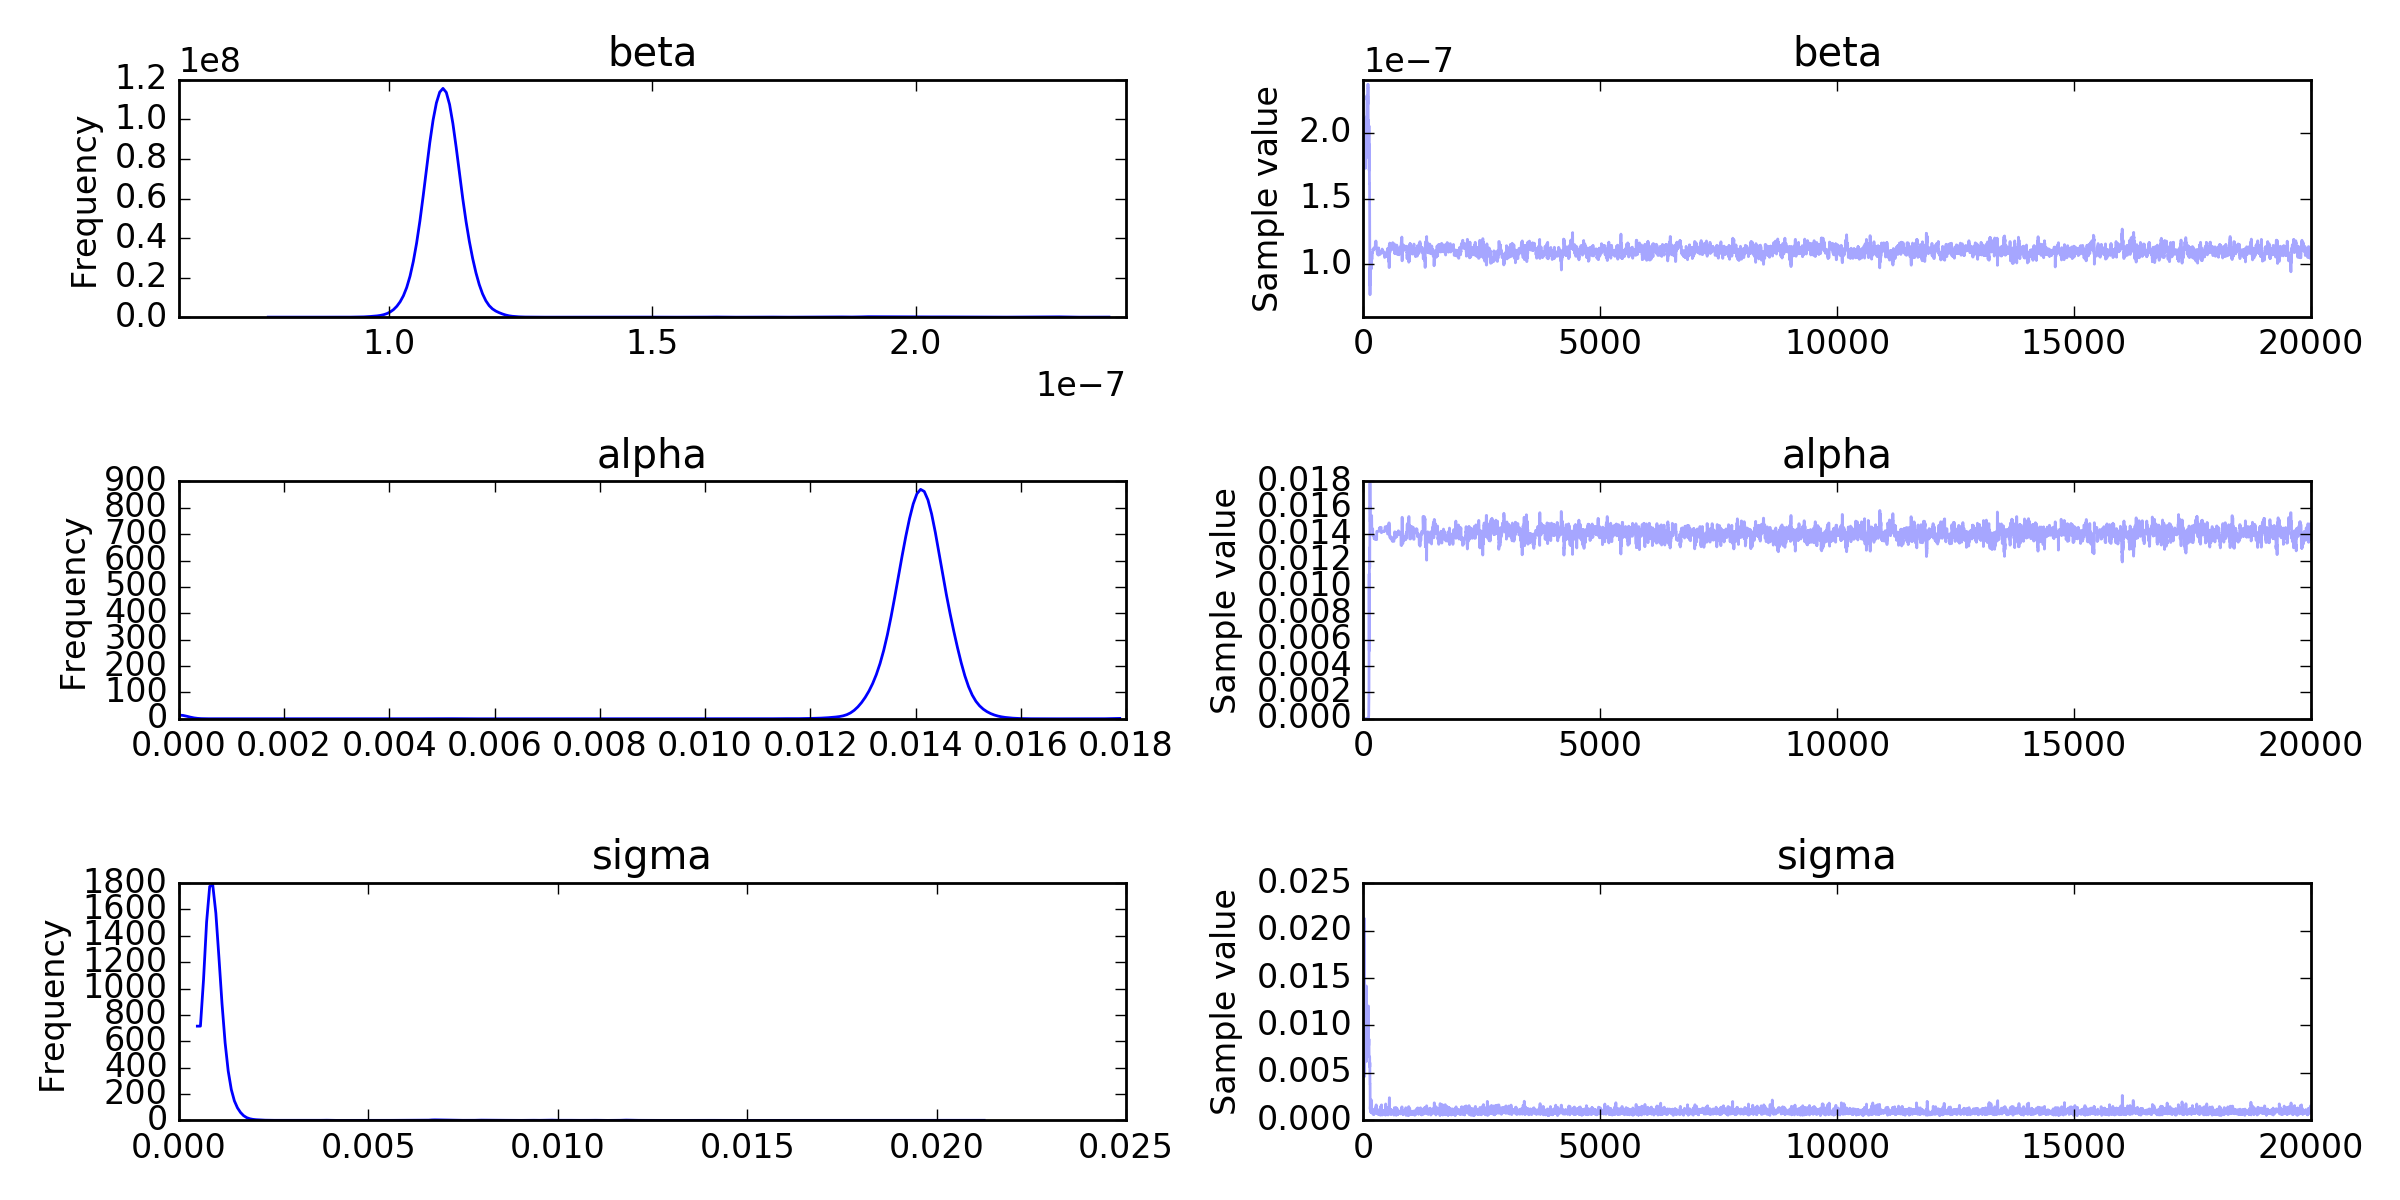 beta
1e8
Frequency
1.2
1.0
0.8
0.6
0.4
0.2
0.0
1.0 1.5 2.0
1e−7
beta
1e−7
Sample value
2.0
1.5
1.0
0 5000 10000 15000 20000
alpha
Frequency
900
800
700
600
500
400
300
200
100
0
0.000 0.002 0.004 0.006 0.008 0.010 0.012 0.014 0.016 0.018
alpha
Sample value
0.018
0.016
0.014
0.012
0.010
0.008
0.006
0.004
0.002
0.000
0 5000 10000 15000 20000
sigma
Frequency
1800
1600
1400
1200
1000
800
600
400
200
0
0.000 0.005 0.010 0.015 0.020 0.025
sigma
Sample value
0.025
0.020
0.015
0.010
0.005
0.000
0 5000 10000 15000 20000